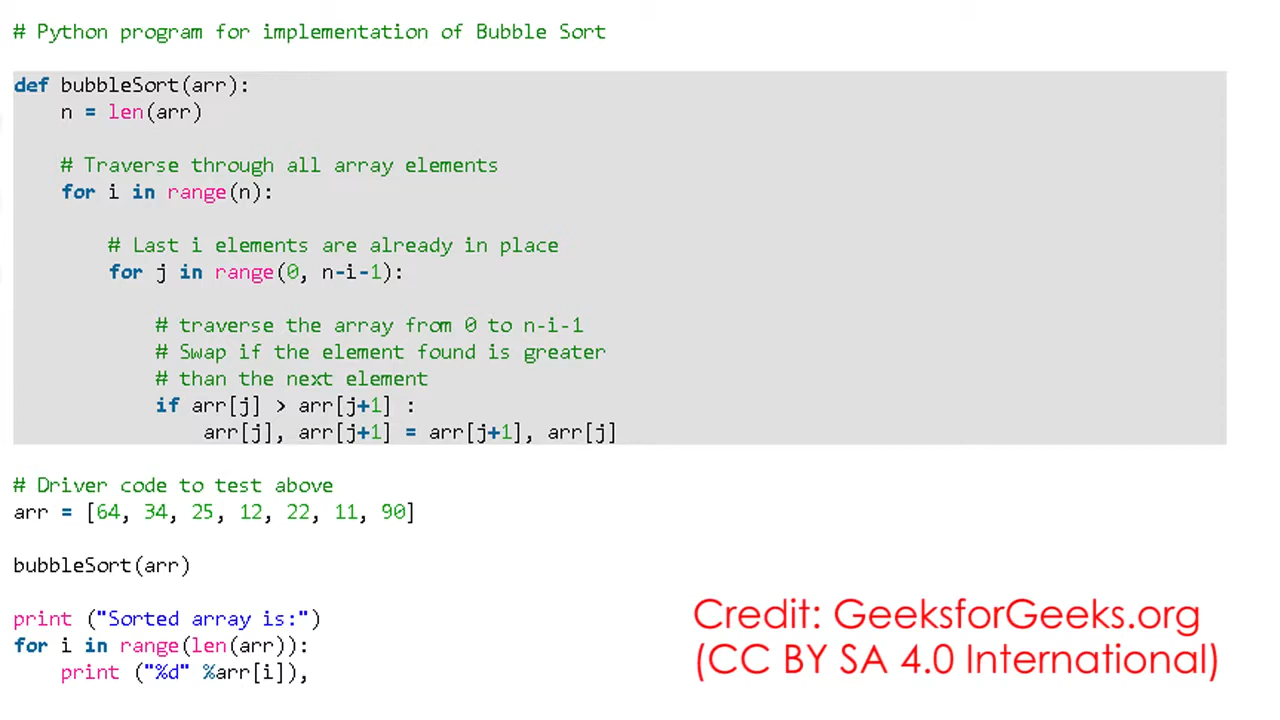 # Python program for implementation of Bubble Sort
def bubbleSort(arr):
    n = len(arr)
    # Traverse through all array elements
    for i in range(n):
        # Last i elements are already in place
        for j in range(0, n-i-1):
            # traverse the array from 0 to n-i-1
            # Swap if the element found is greater
            # than the next element
            if arr[j] > arr[j+1] :
                arr[j], arr[j+1] = arr[j+1], arr[j]
# Driver code to test above
arr = [64, 34, 25, 12, 22, 11, 90]
bubbleSort(arr)
print ("Sorted array is:")
for i in range(len(arr)):
    print ("%d" %arr[i]),
Credit: GeeksforGeeks.org
(CC BY SA 4.0 International)